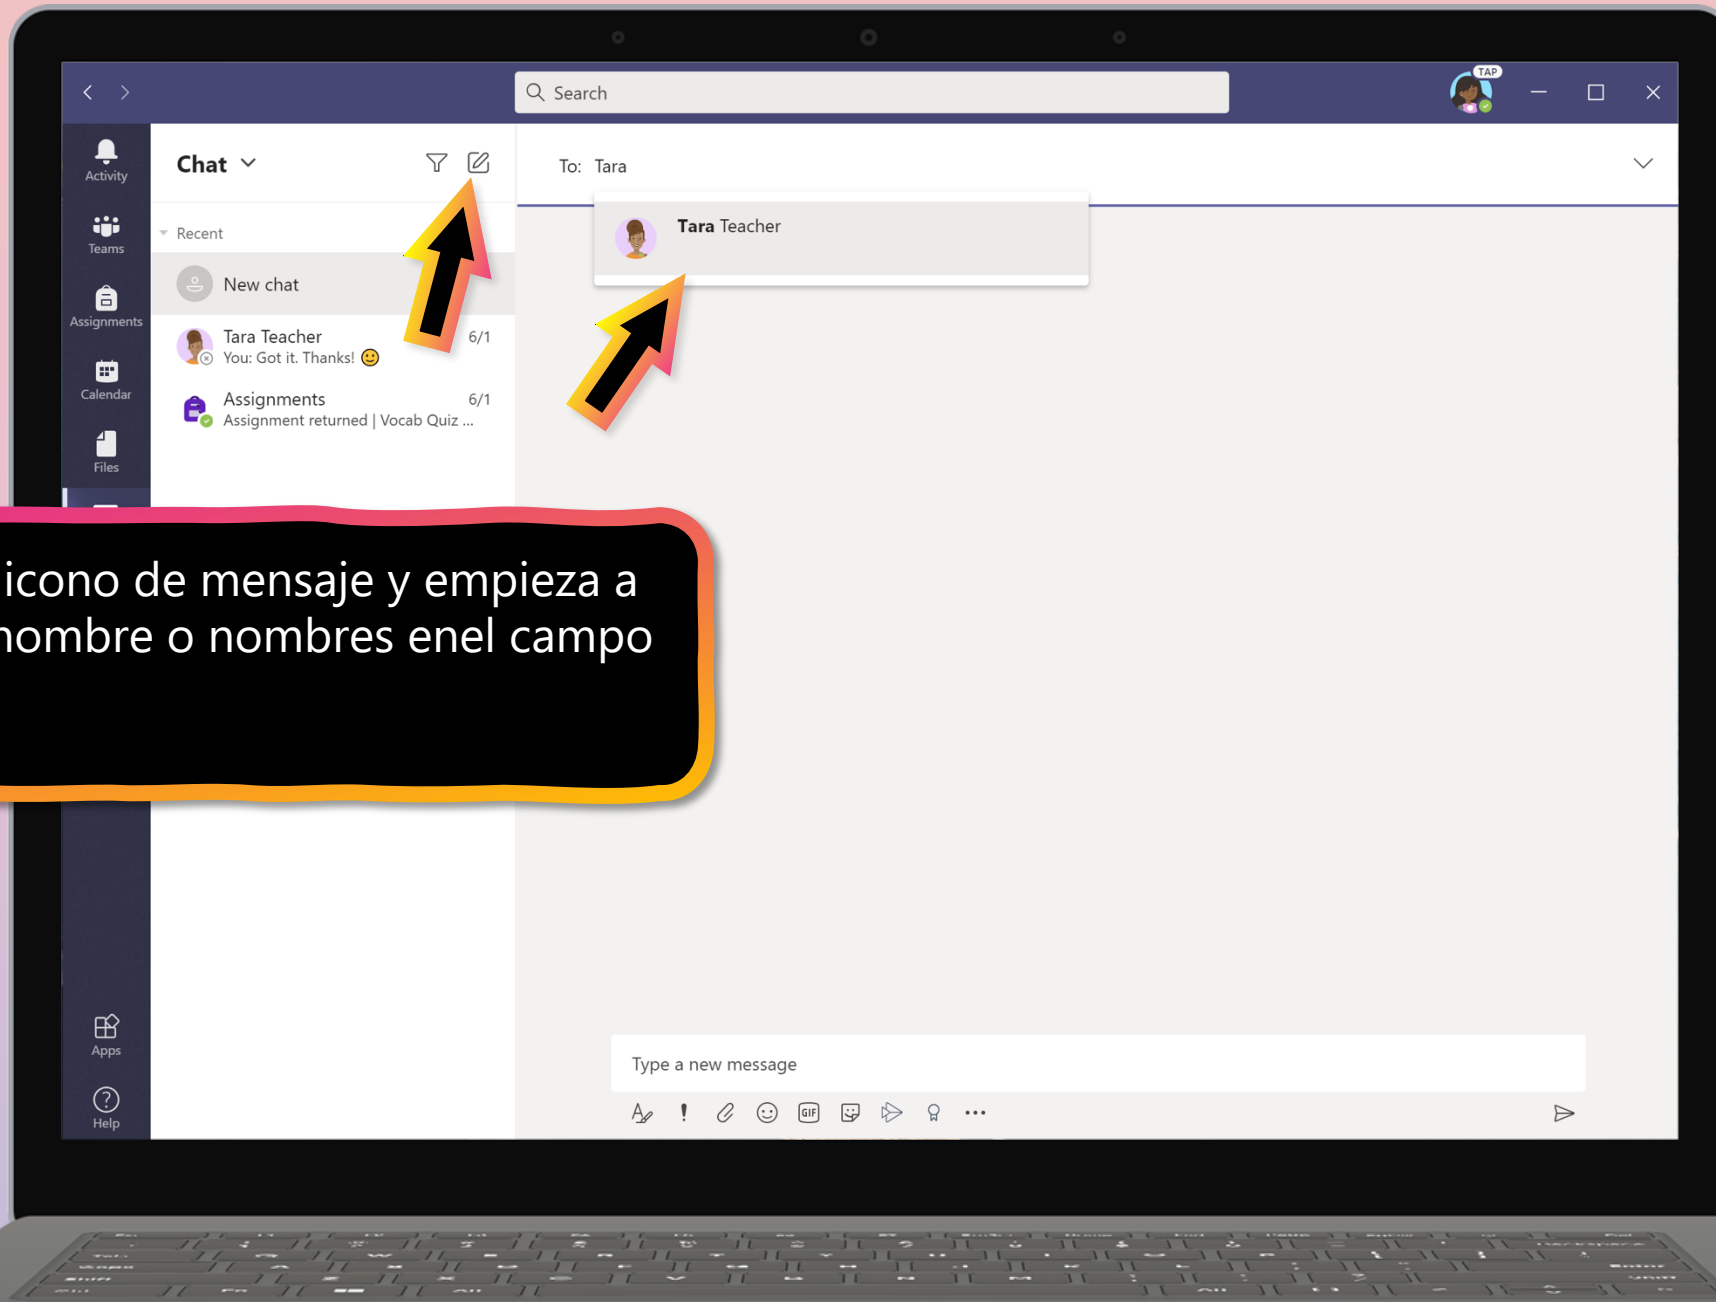 Search
TAP
Activity
Teams
Assignments
Calendar
Files
Apps
Help
Chat
Recent
New chat
Tara Teacher 6/1
You: Got it. Thanks!
Assignments 6/1
Assignment returned | Vocab Quiz ...
To: Tara
Tara Teacher
icono de mensaje y empieza a
nombre o nombres enel campo
Type a new message
GIF